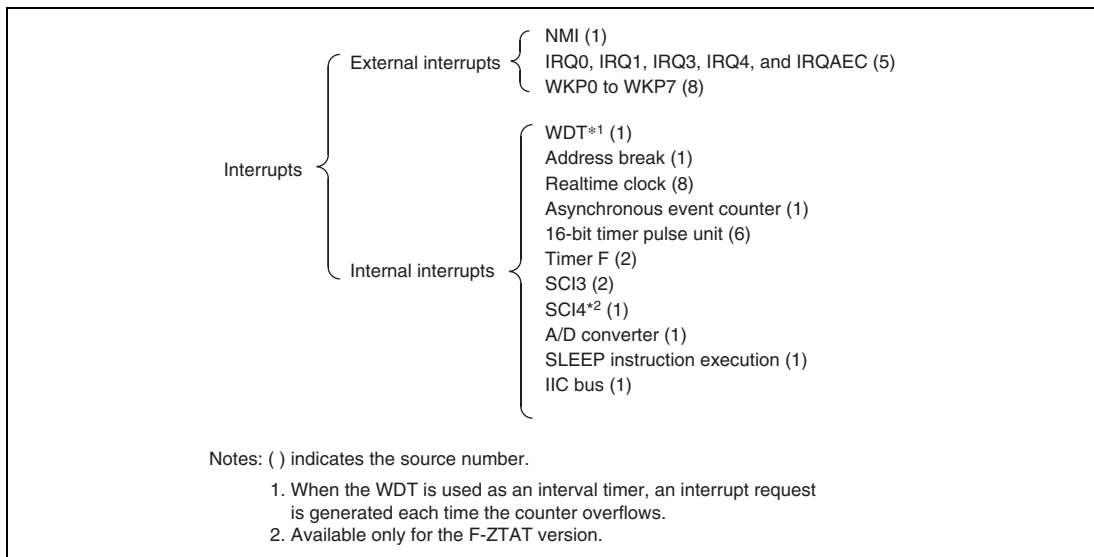 Interrupts
External interrupts
NMI (1)
IRQ0, IRQ1, IRQ3, IRQ4, and IRQAEC (5)
WKP0 to WKP7 (8)
Internal interrupts
WDT*1 (1)
Address break (1)
Realtime clock (8)
Asynchronous event counter (1)
16-bit timer pulse unit (6)
Timer F (2)
SCI3 (2)
SCI4*2 (1)
A/D converter (1)
SLEEP instruction execution (1)
IIC bus (1)
Notes: ( ) indicates the source number.
1. When the WDT is used as an interval timer, an interrupt request
is generated each time the counter overflows.
2. Available only for the F-ZTAT version.